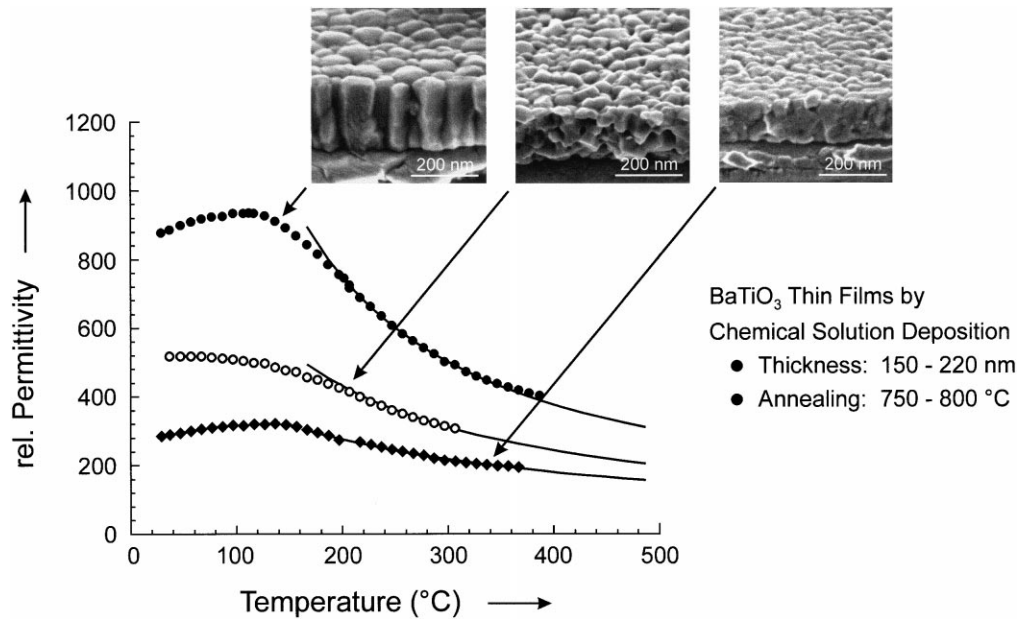 200 nm
200 nm
200 nm
1200
1000
800
600
400
200
0
rel. Permittivity
0
100
200
300
400
500
Temperature (°C)
BaTiO₃ Thin Films by
Chemical Solution Deposition
● Thickness: 150 - 220 nm
● Annealing: 750 - 800 °C